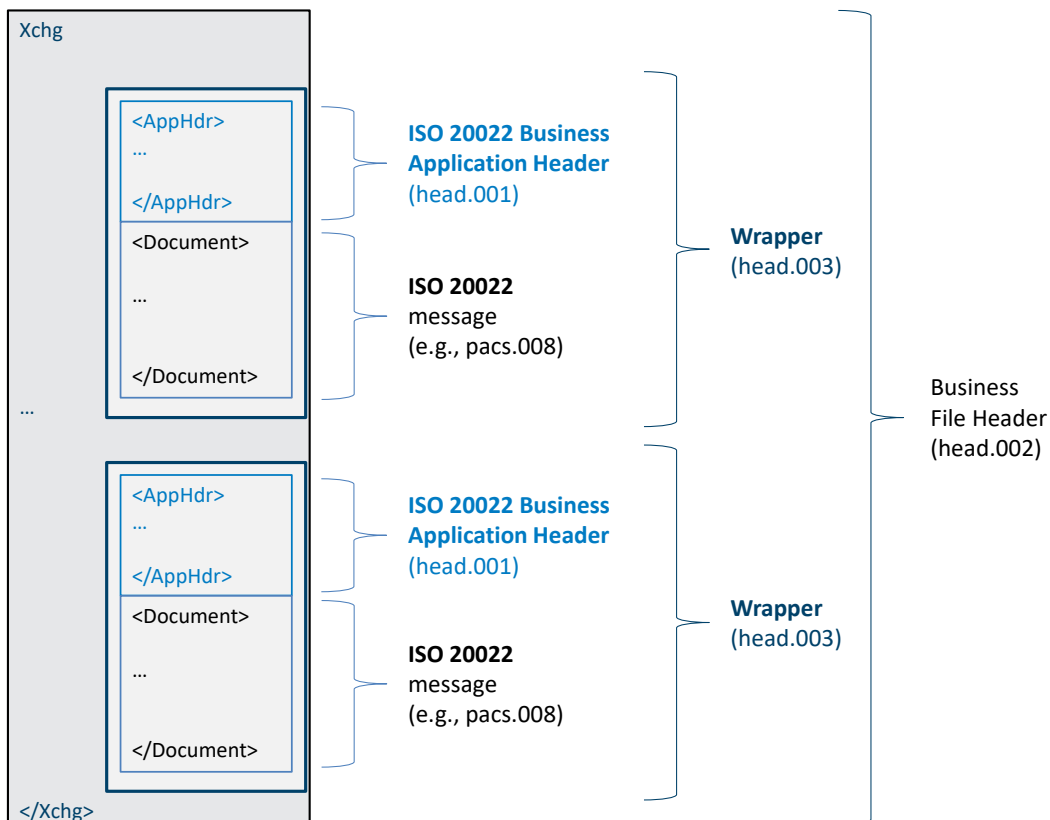 Xchg
<AppHdr>
...
</AppHdr>
<Document>
...
</Document>
ISO 20022 Business
Application Header
(head.001)
ISO 20022
message
(e.g., pacs.008)
Wrapper
(head.003)
...
<AppHdr>
...
</AppHdr>
<Document>
...
</Document>
ISO 20022 Business
Application Header
(head.001)
ISO 20022
message
(e.g., pacs.008)
Wrapper
(head.003)
Business
File Header
(head.002)
</Xchg>